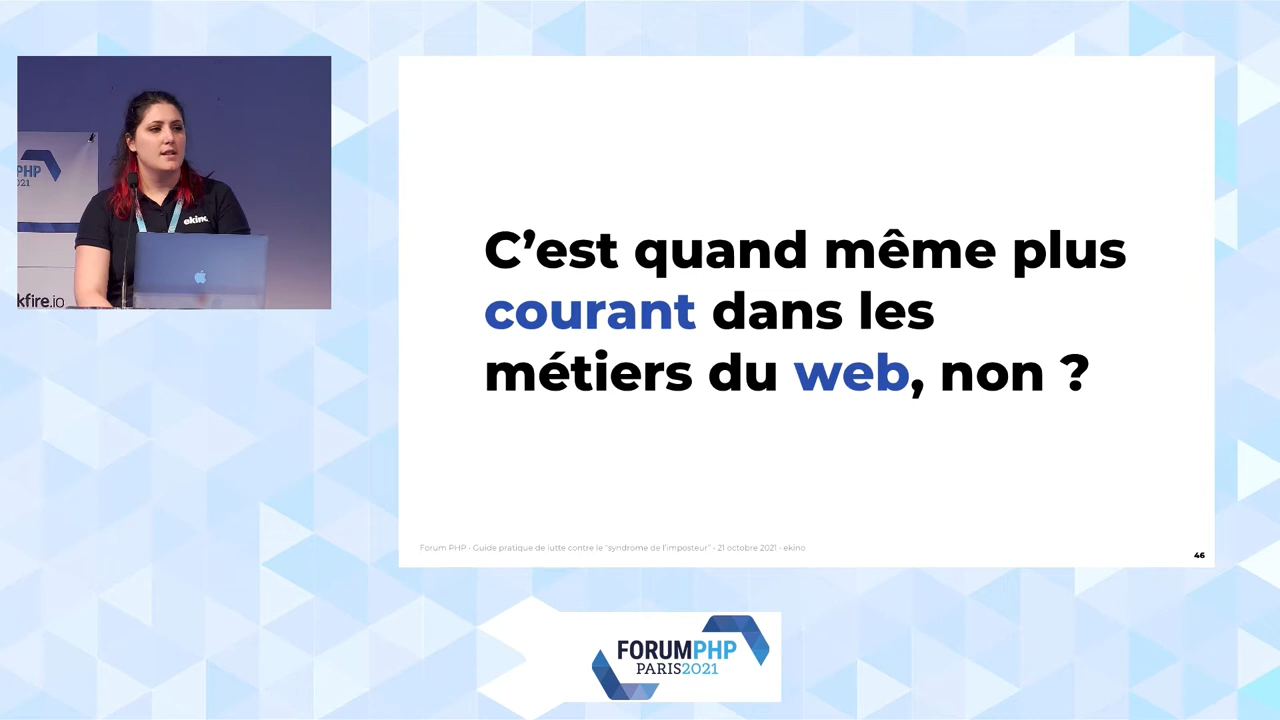 PHP
2021
ekino
kfire.io
C’est quand même plus
courant dans les
métiers du web, non ?
Forum PHP - Guide pratique de lutte contre le "syndrome de l'imposteur" - 21 octobre 2021 - ekino
46
FORUMPHP
PARIS2021